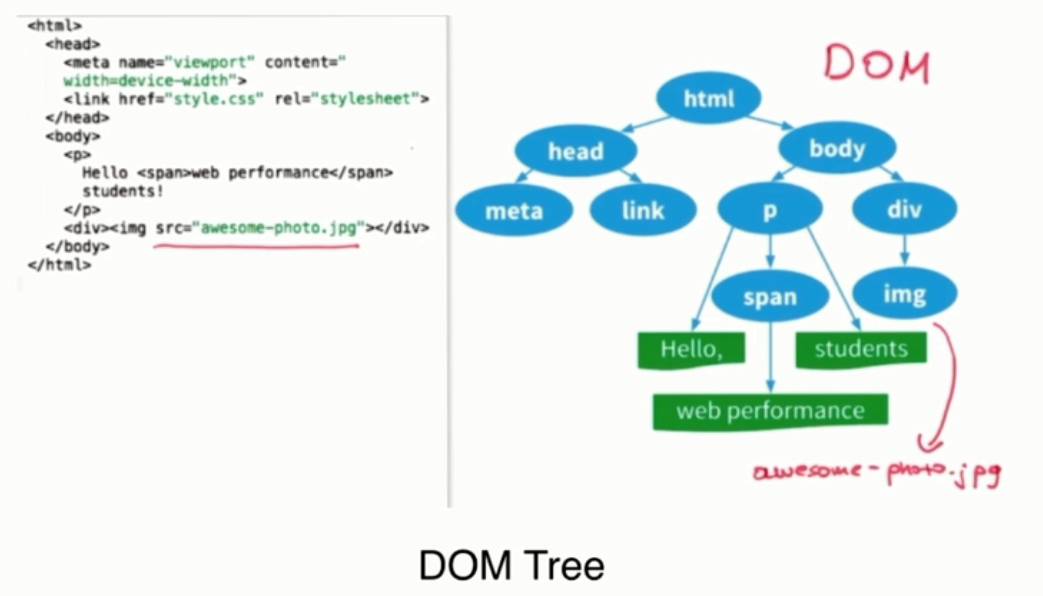 <html>
<head>
<meta name="viewport" content="
width=device-width">
<link href="style.css" rel="stylesheet">
</head>
<body>
<p>
Hello <span>web performance</span>
students!
</p>
<div><img src="awesome-photo.jpg"></div>
</body>
</html>
DOM
html
head
body
meta
link
p
div
span
img
Hello,
students
web performance
awesome-photo.jpg
DOM Tree